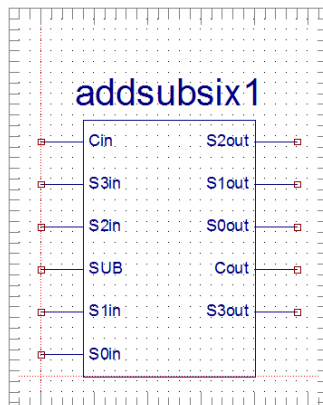 addsubsix1
Cin S2out
S3in S1out
S2in S0out
SUB Cout
S1in S3out
S0in